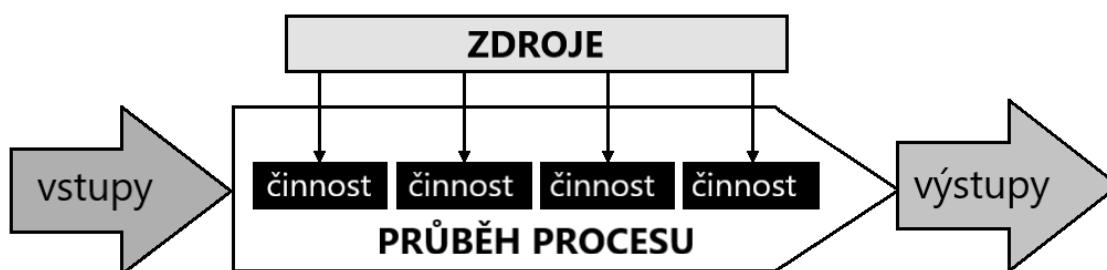 ZDROJE
vstupy
činnost činnost činnost činnost
výstupy
PRŮBĚH PROCESU